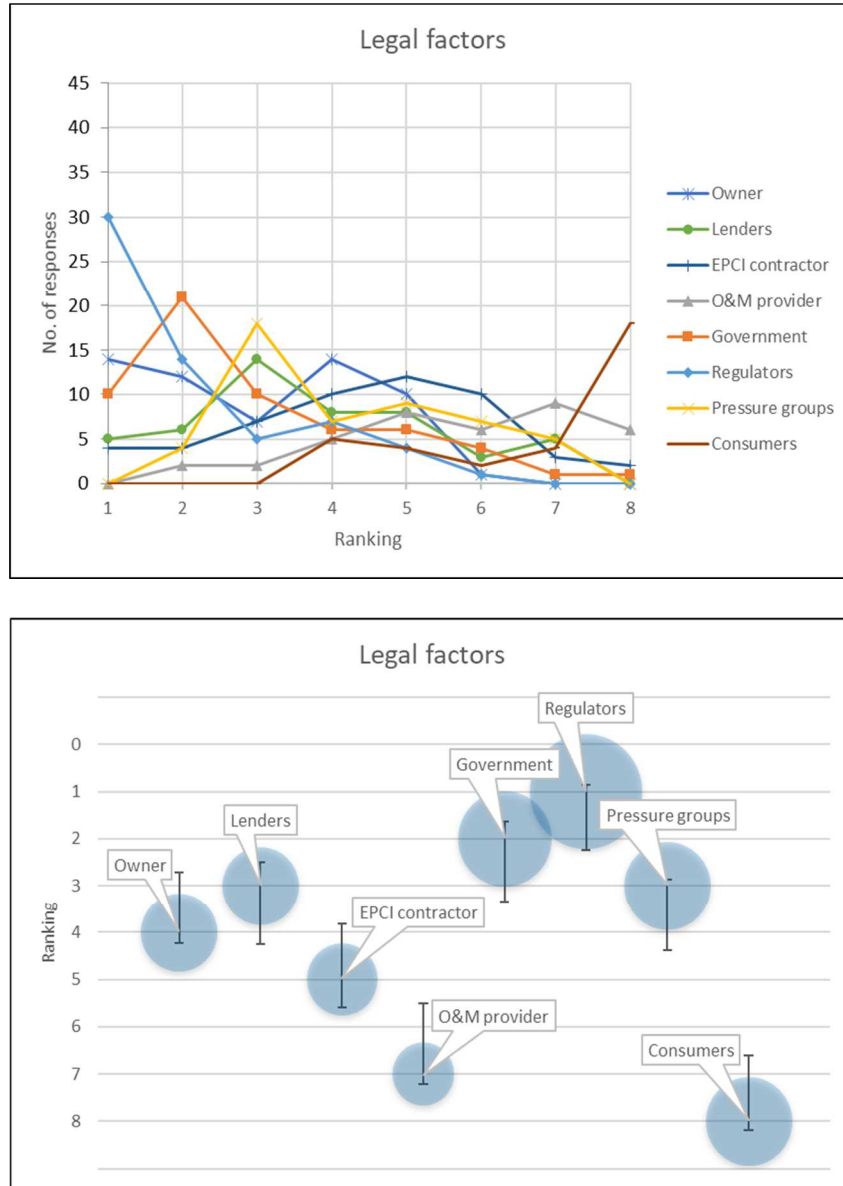 Legal factors
45
40
35
30
25
20
15
10
5
0
No. of responses
1 2 3 4 5 6 7 8
Ranking
Owner
Lenders
EPCI contractor
O&M provider
Government
Regulators
Pressure groups
Consumers
Legal factors
Regulators
Government
Pressure groups
Lenders
Owner
EPCI contractor
O&M provider
Consumers
0
1
2
3
4
5
6
7
8
Ranking